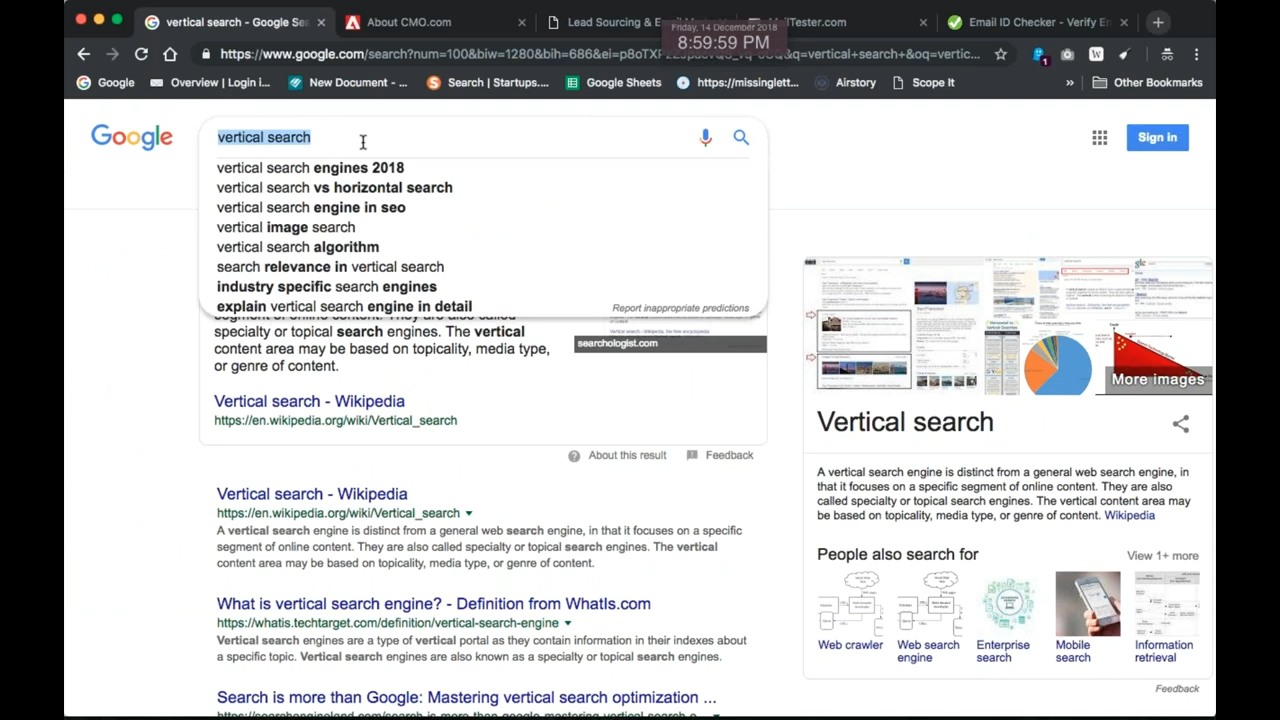 vertical search - Google Se
About CMO.com
Lead Sourcing & E
MailTester.com
Email ID Checker - Verify E
Friday, 14 December 2018
8:59:59 PM
https://www.google.com/search?num=100&biw=1280&bih=686&ei=p8oTXP
q=vertical+search+&oq=vertic...
Google
Overview | Login i...
New Document - ...
Search | Startups....
Google Sheets
https://missinglett...
Airstory
Scope It
»
Other Bookmarks
Google
vertical search
Sign in
vertical search engines 2018
vertical search vs horizontal search
vertical search engine in seo
vertical image search
vertical search algorithm
search relevance in vertical search
industry specific search engines
explain vertical search engine in detail
Report inappropriate predictions
specialty or topical search engines. The vertical
content area may be based on topicality, media type,
or genre of content.
searchologist.com
Vertical search - Wikipedia
https://en.wikipedia.org/wiki/Vertical_search
About this result
Feedback
Vertical search - Wikipedia
https://en.wikipedia.org/wiki/Vertical_search
A vertical search engine is distinct from a general web search engine, in that it focuses on a specific
segment of online content. They are also called specialty or topical search engines. The vertical
content area may be based on topicality, media type, or genre of content.
What is vertical search engine? - Definition from WhatIs.com
https://whatis.techtarget.com/definition/vertical-search-engine
Vertical search engines are a type of vertical portal as they contain information in their indexes about
a specific topic. Vertical search engines are also known as a specialty or topical search engines.
Search is more than Google: Mastering vertical search optimization ...
More images
Vertical search
A vertical search engine is distinct from a general web search engine, in
that it focuses on a specific segment of online content. They are also
called specialty or topical search engines. The vertical content area may
be based on topicality, media type, or genre of content. Wikipedia
People also search for
View 1+ more
Web crawler
Web search
engine
Enterprise
search
Mobile
search
Information
retrieval
Feedback